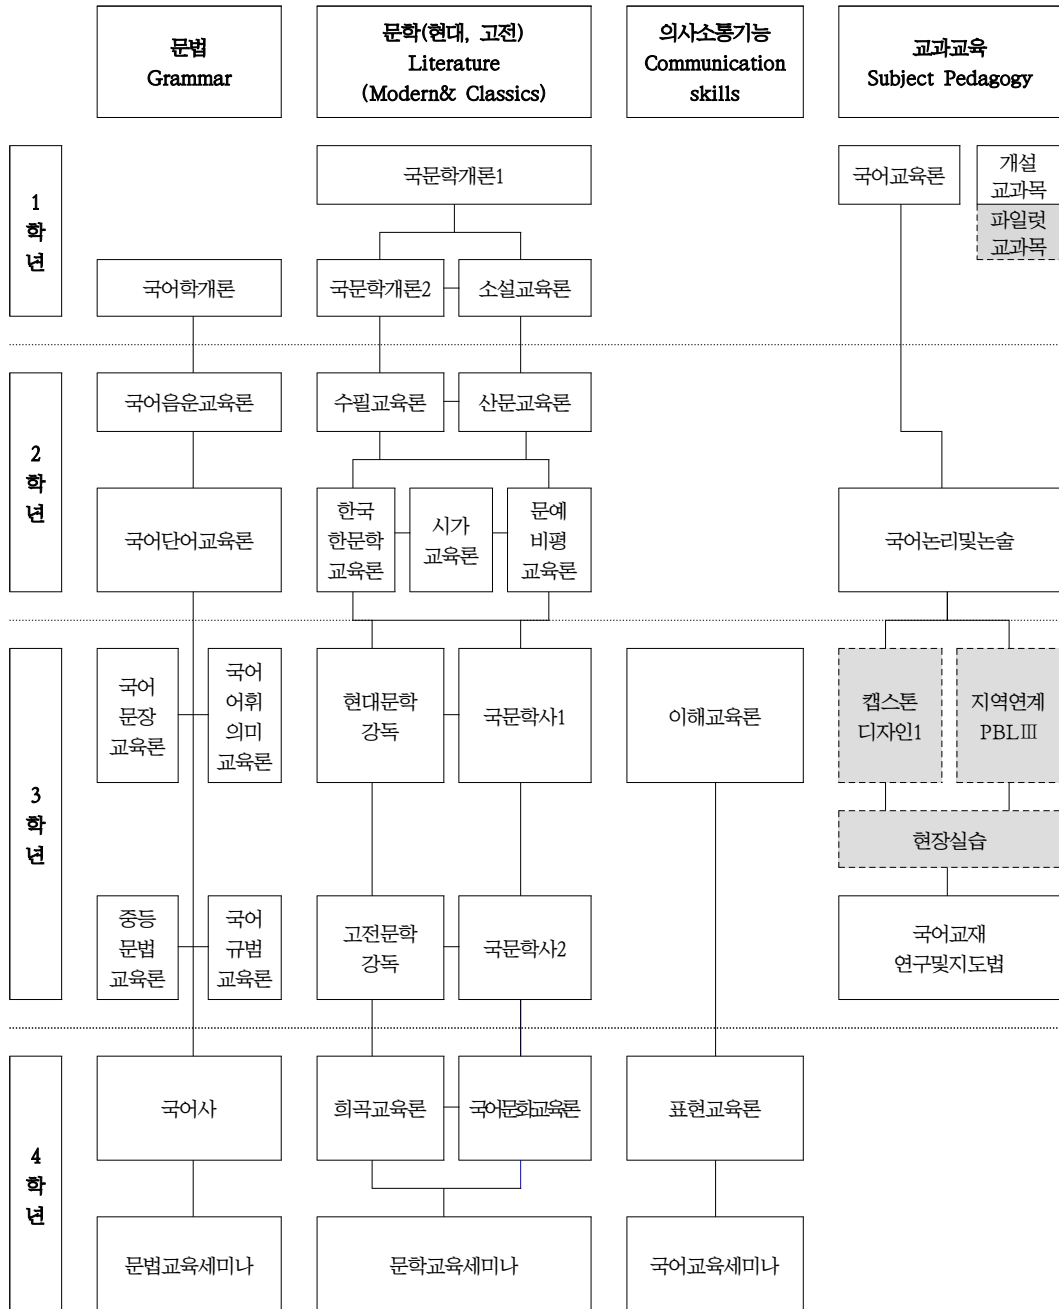 문법
Grammar
문학(현대, 고전)
Literature
(Modern& Classics)
의사소통기능
Communication
skills
교과교육
Subject Pedagogy
1
학
년
국문학개론1
국어교육론
개설
교과목
파일럿
교과목
국어학개론
국문학개론2
소설교육론
2
학
년
국어음운교육론
수필교육론
산문교육론
국어단어교육론
한국
한문학
교육론
시가
교육론
문예
비평
교육론
국어논리및논술
3
학
년
국어
문장
교육론
국어
어휘
의미
교육론
현대문학
강독
국문학사1
이해교육론
캡스톤
디자인1
지역연계
PBLⅢ
현장실습
중등
문법
교육론
국어
규범
교육론
고전문학
강독
국문학사2
국어교재
연구및지도법
4
학
년
국어사
희곡교육론
국어문화교육론
표현교육론
문법교육세미나
문학교육세미나
국어교육세미나